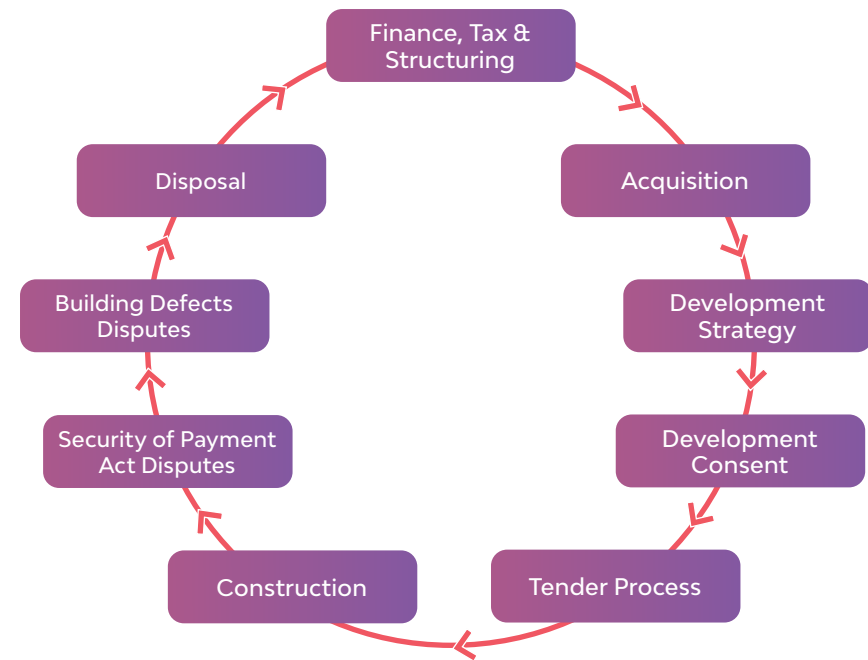 Finance, Tax &
Structuring
Acquisition
Development
Strategy
Development
Consent
Tender Process
Construction
Security of Payment
Act Disputes
Building Defects
Disputes
Disposal